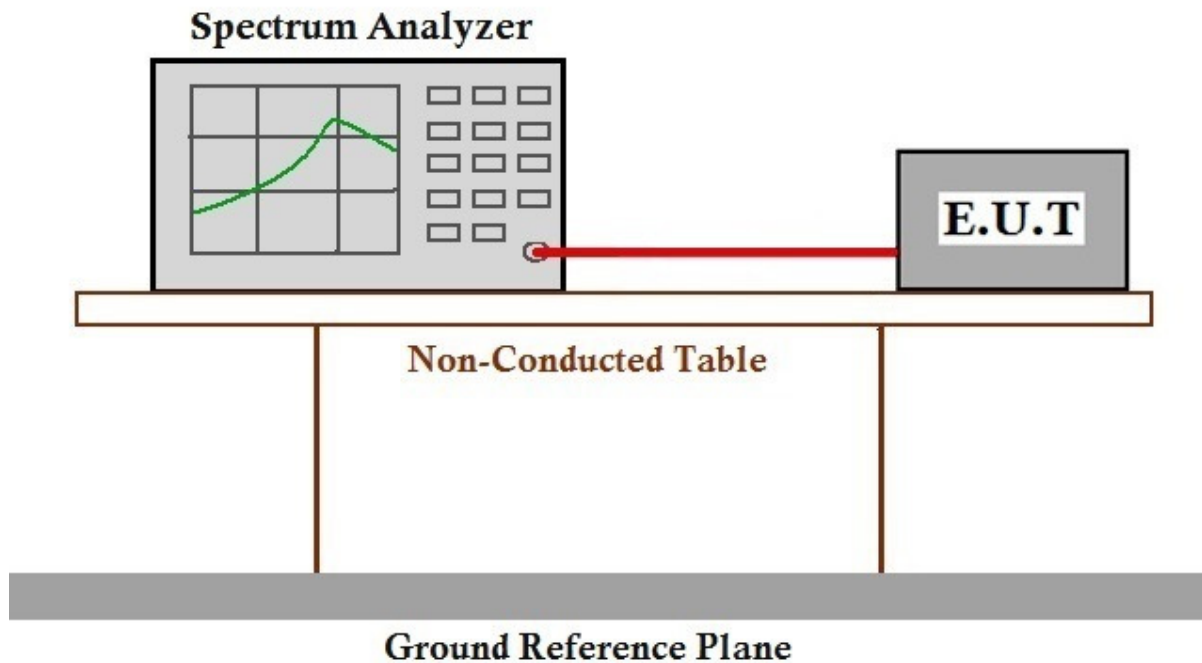 Spectrum Analyzer
E.U.T
Non-Conducted Table
Ground Reference Plane